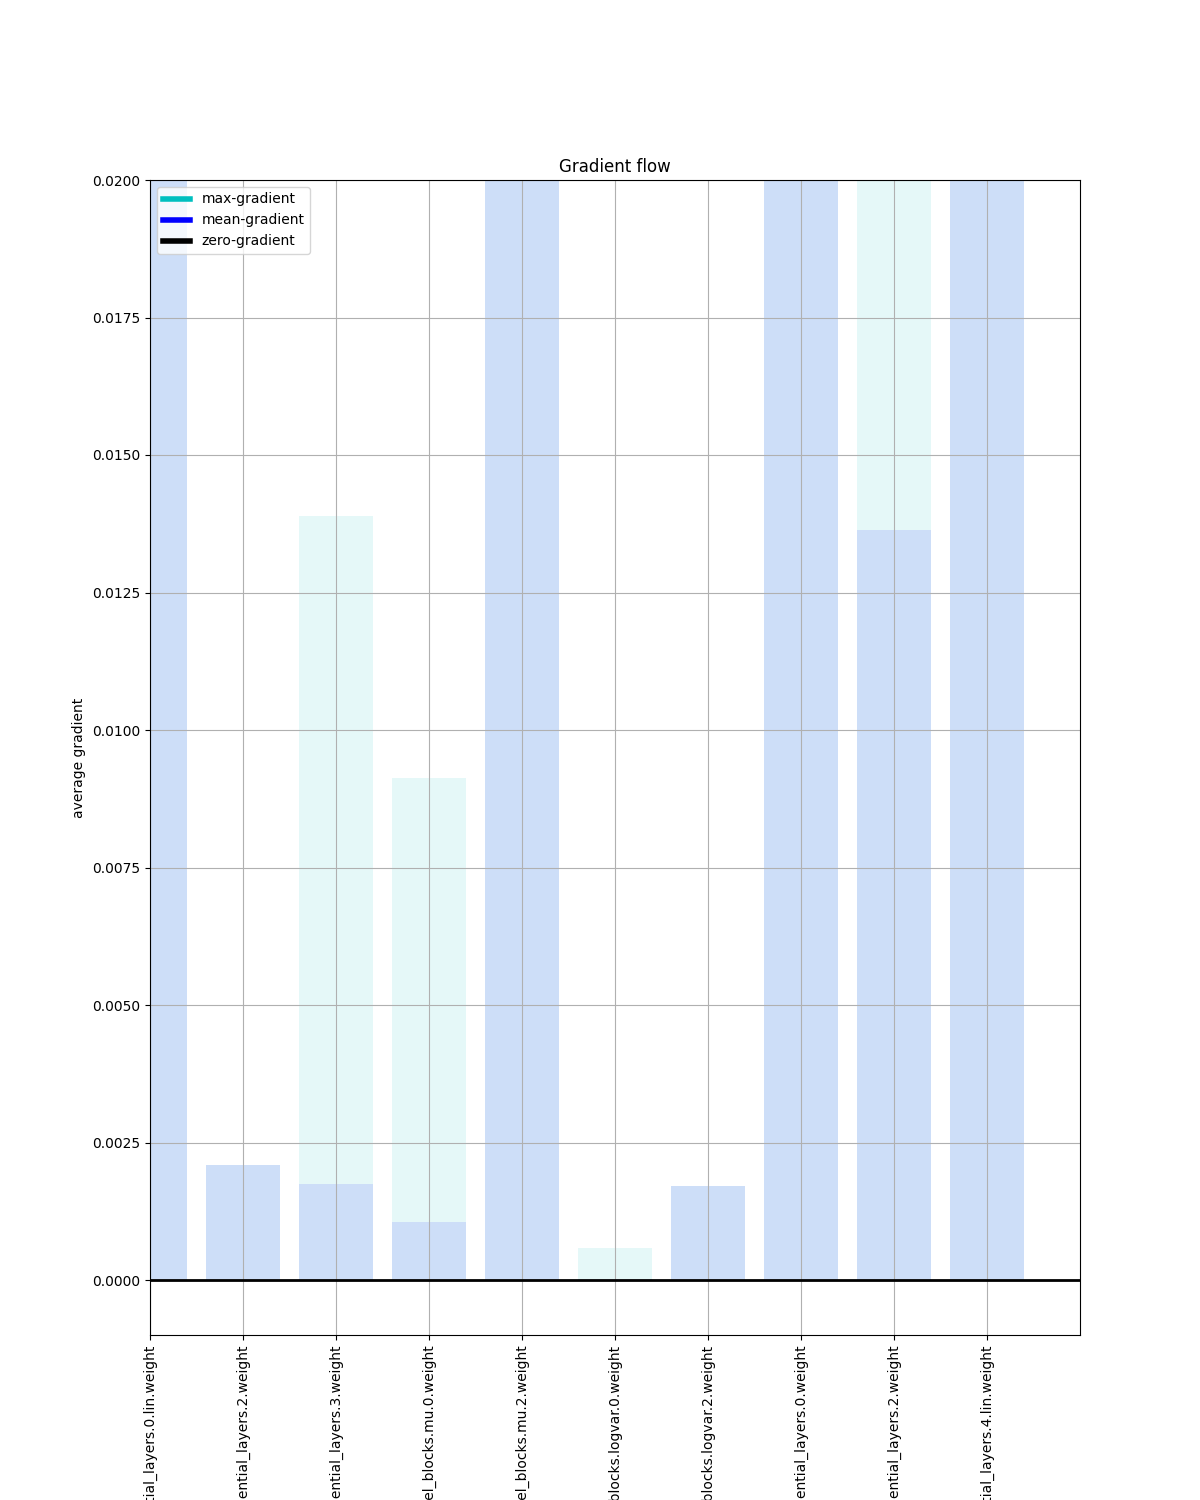 Gradient flow
max-gradient
mean-gradient
zero-gradient
0.0200
0.0175
0.0150
0.0125
0.0100
0.0075
0.0050
0.0025
0.0000
average gradient
tial_layers.0.lin.weight
ential_layers.2.weight
ential_layers.3.weight
el_blocks.mu.0.weight
el_blocks.mu.2.weight
blocks.logvar.0.weight
blocks.logvar.2.weight
ential_layers.0.weight
ential_layers.2.weight
tial_layers.4.lin.weight